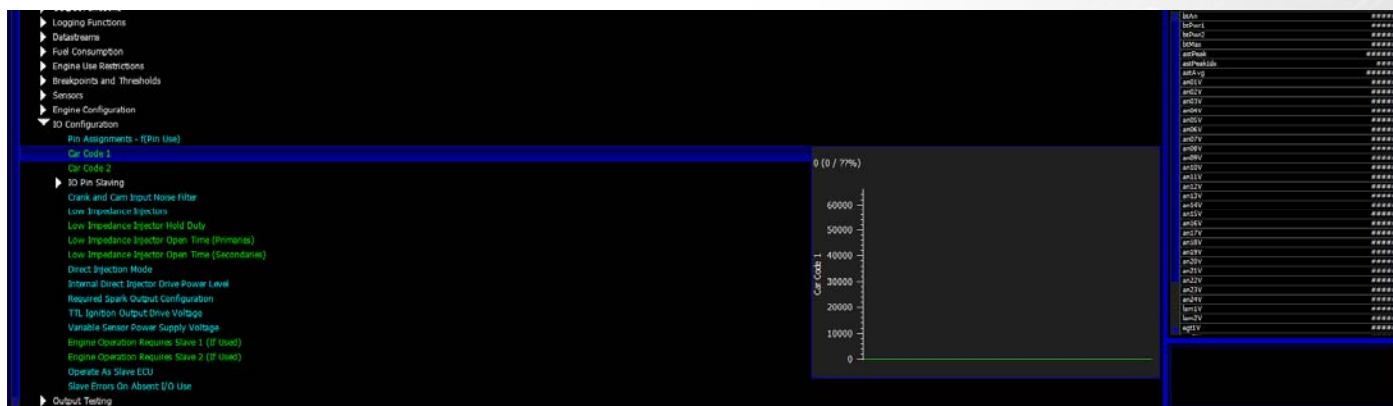 Logging Functions
Datastreams
Fuel Consumption
Engine Use Restrictions
Breakpoints and Thresholds
Sensors
Engine Configuration
IO Configuration
Pin Assignments - f(Pin Use)
Car Code 1
Car Code 2
IO Pin Slaving
Crank and Cam Input Noise Filter
Low Impedance Injectors
Low Impedance Injector Hold Duty
Low Impedance Injector Open Time (Primaries)
Low Impedance Injector Open Time (Secondaries)
Direct Injection Mode
Internal Direct Injector Drive Power Level
Required Spark Output Configuration
TTL Ignition Output Drive Voltage
Variable Sensor Power Supply Voltage
Engine Operation Requires Slave 1 (If Used)
Engine Operation Requires Slave 2 (If Used)
Operate As Slave ECU
Slave Errors On Absent I/O Use
Output Testing
0 (0 / ??%)
60000
50000
40000
30000
20000
10000
0
Car Code 1
btAn #####
btPwr1 #####
btPwr2 #####
btMax #####
astPeak #####
astPeakIdx ###
astAvg #####
an01V ####
an02V ####
an03V ####
an04V ####
an05V ####
an06V ####
an07V ####
an08V ####
an09V ####
an10V ####
an11V ####
an12V ####
an13V ####
an14V ####
an15V ####
an16V ####
an17V ####
an18V ####
an19V ####
an20V ####
an21V ####
an22V ####
an23V ####
an24V ####
lam1V ####
lam2V ####
egt1V ####